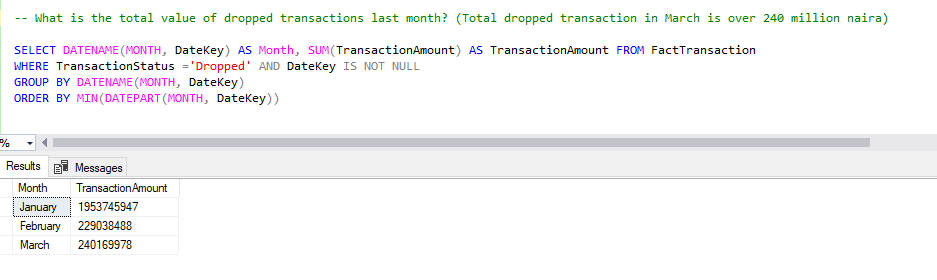 -- What is the total value of dropped transactions last month? (Total dropped transaction in March is over 240 million naira)
SELECT DATENAME(MONTH, DateKey) AS Month, SUM(TransactionAmount) AS TransactionAmount FROM FactTransaction
WHERE TransactionStatus ='Dropped' AND DateKey IS NOT NULL
GROUP BY DATENAME(MONTH, DateKey)
ORDER BY MIN(DATEPART(MONTH, DateKey))
%
Results Messages
Month TransactionAmount
January 1953745947
February 229038488
March 240169978